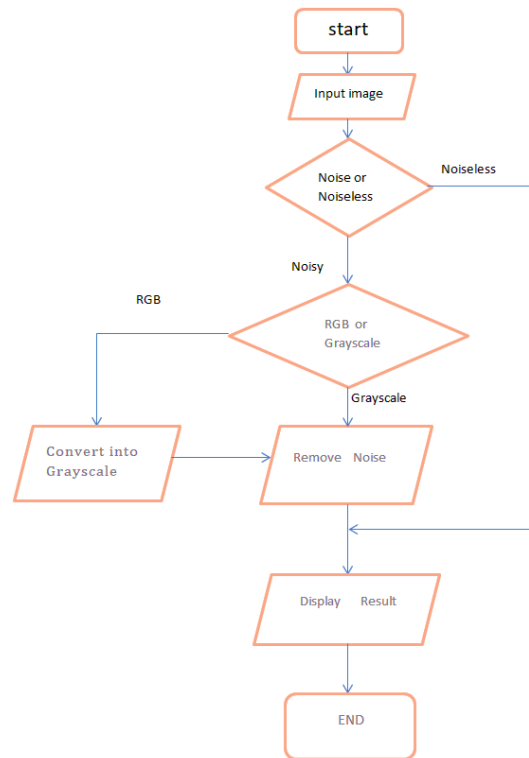 start
Input image
Noise or
Noiseless
Noiseless
Noisy
RGB
RGB or
Grayscale
Grayscale
Convert into
Grayscale
Remove Noise
Display Result
END